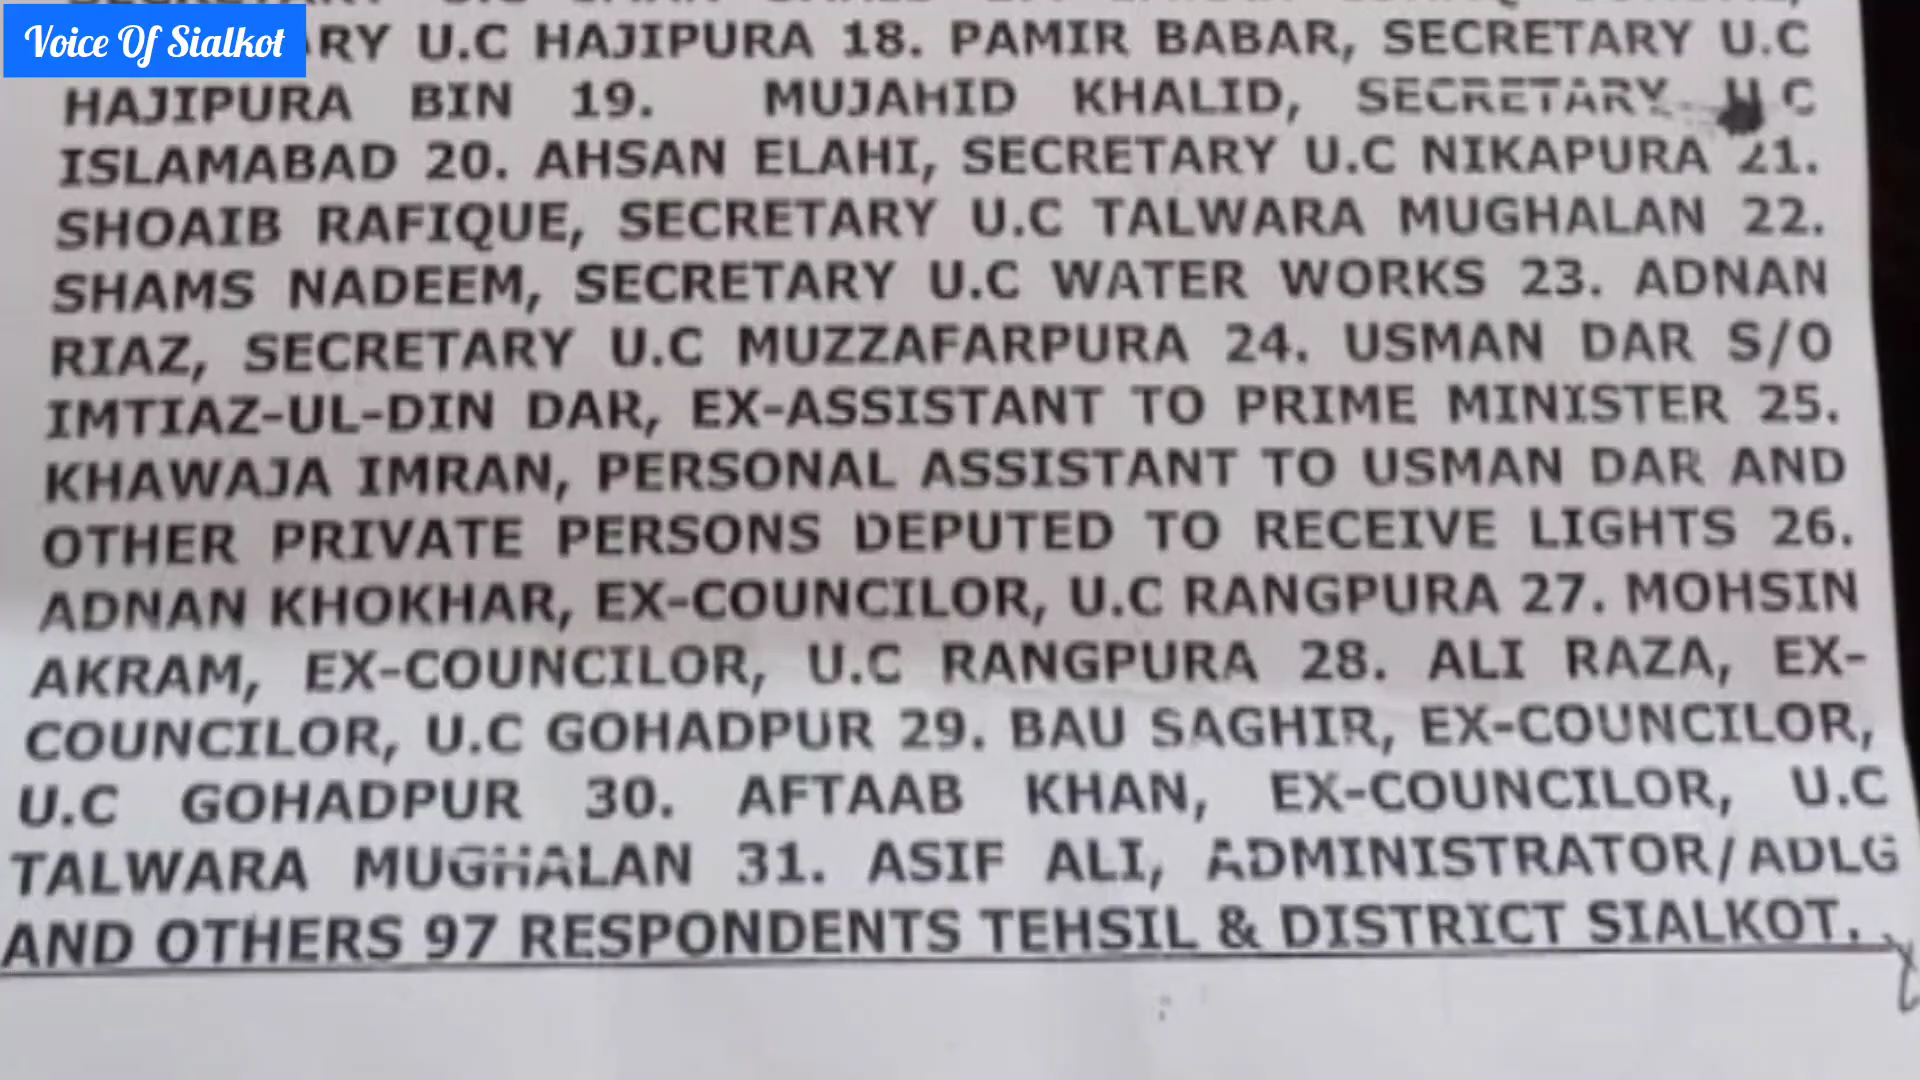 Voice Of Sialkot
RY U.C HAJIPURA 18. PAMIR BABAR, SECRETARY U.C
HAJIPURA BIN 19. MUJAHID KHALID, SECRETARY U.C
ISLAMABAD 20. AHSAN ELAHI, SECRETARY U.C NIKAPURA 21.
SHOAIB RAFIQUE, SECRETARY U.C TALWARA MUGHALAN 22.
SHAMS NADEEM, SECRETARY U.C WATER WORKS 23. ADNAN
RIAZ, SECRETARY U.C MUZZAFARPURA 24. USMAN DAR S/O
IMTIAZ-UL-DIN DAR, EX-ASSISTANT TO PRIME MINISTER 25.
KHAWAJA IMRAN, PERSONAL ASSISTANT TO USMAN DAR AND
OTHER PRIVATE PERSONS DEPUTED TO RECEIVE LIGHTS 26.
ADNAN KHOKHAR, EX-COUNCILOR, U.C RANGPURA 27. MOHSIN
AKRAM, EX-COUNCILOR, U.C RANGPURA 28. ALI RAZA, EX-
COUNCILOR, U.C GOHADPUR 29. BAU SAGHIR, EX-COUNCILOR,
U.C GOHADPUR 30. AFTAAB KHAN, EX-COUNCILOR, U.C
TALWARA MUGHALAN 31. ASIF ALI, ADMINISTRATOR/ADLG
AND OTHERS 97 RESPONDENTS TEHSIL & DISTRICT SIALKOT.